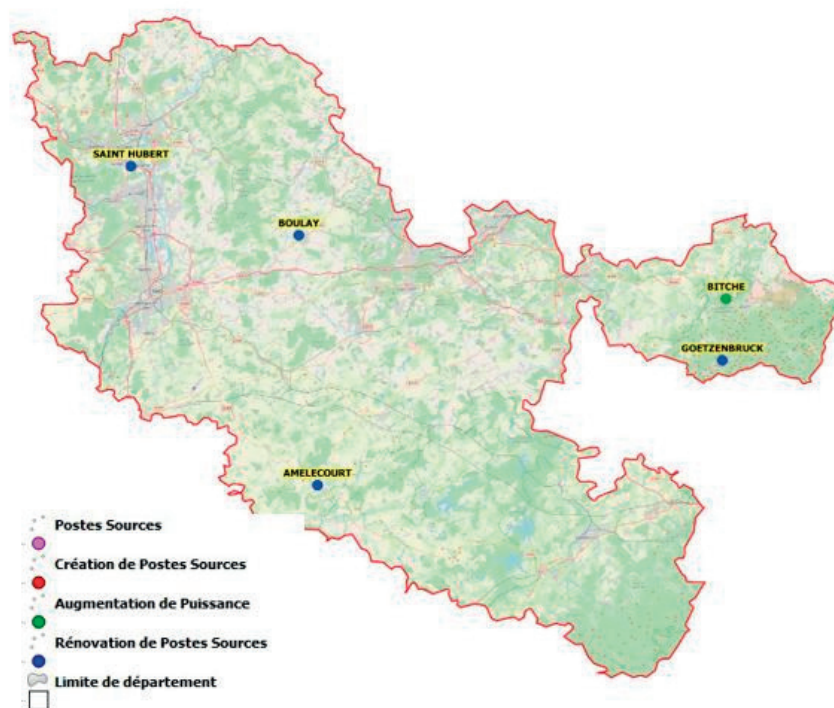 SAINT HUBERT
BOULAY
BITCHE
GOETZENBRUCK
AMELECOURT
Postes Sources
Création de Postes Sources
Augmentation de Puissance
Rénovation de Postes Sources
Limite de département